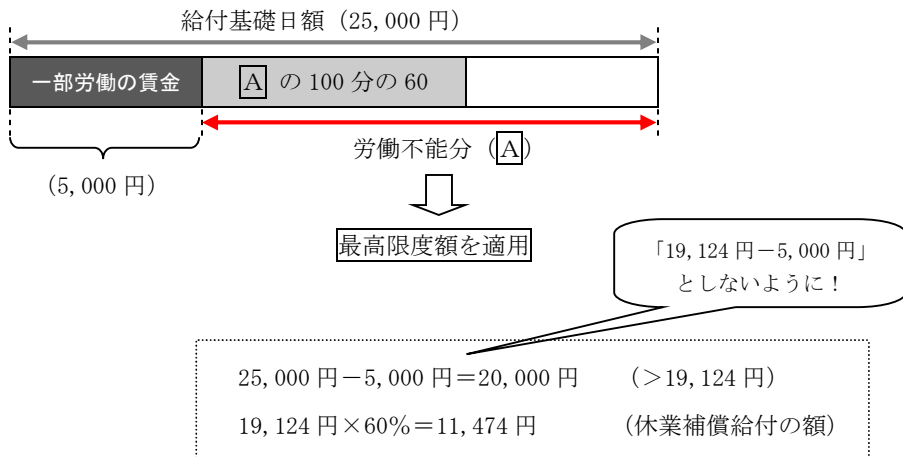 給付基礎日額（25,000 円）
一部労働の賃金
A の 100 分の 60
労働不能分（A）
（5,000 円）
最高限度額を適用
「19,124 円－5,000 円」
としないように！
25,000 円－5,000 円＝20,000 円 （＞19,124 円）
19,124 円×60％＝11,474 円 （休業補償給付の額）